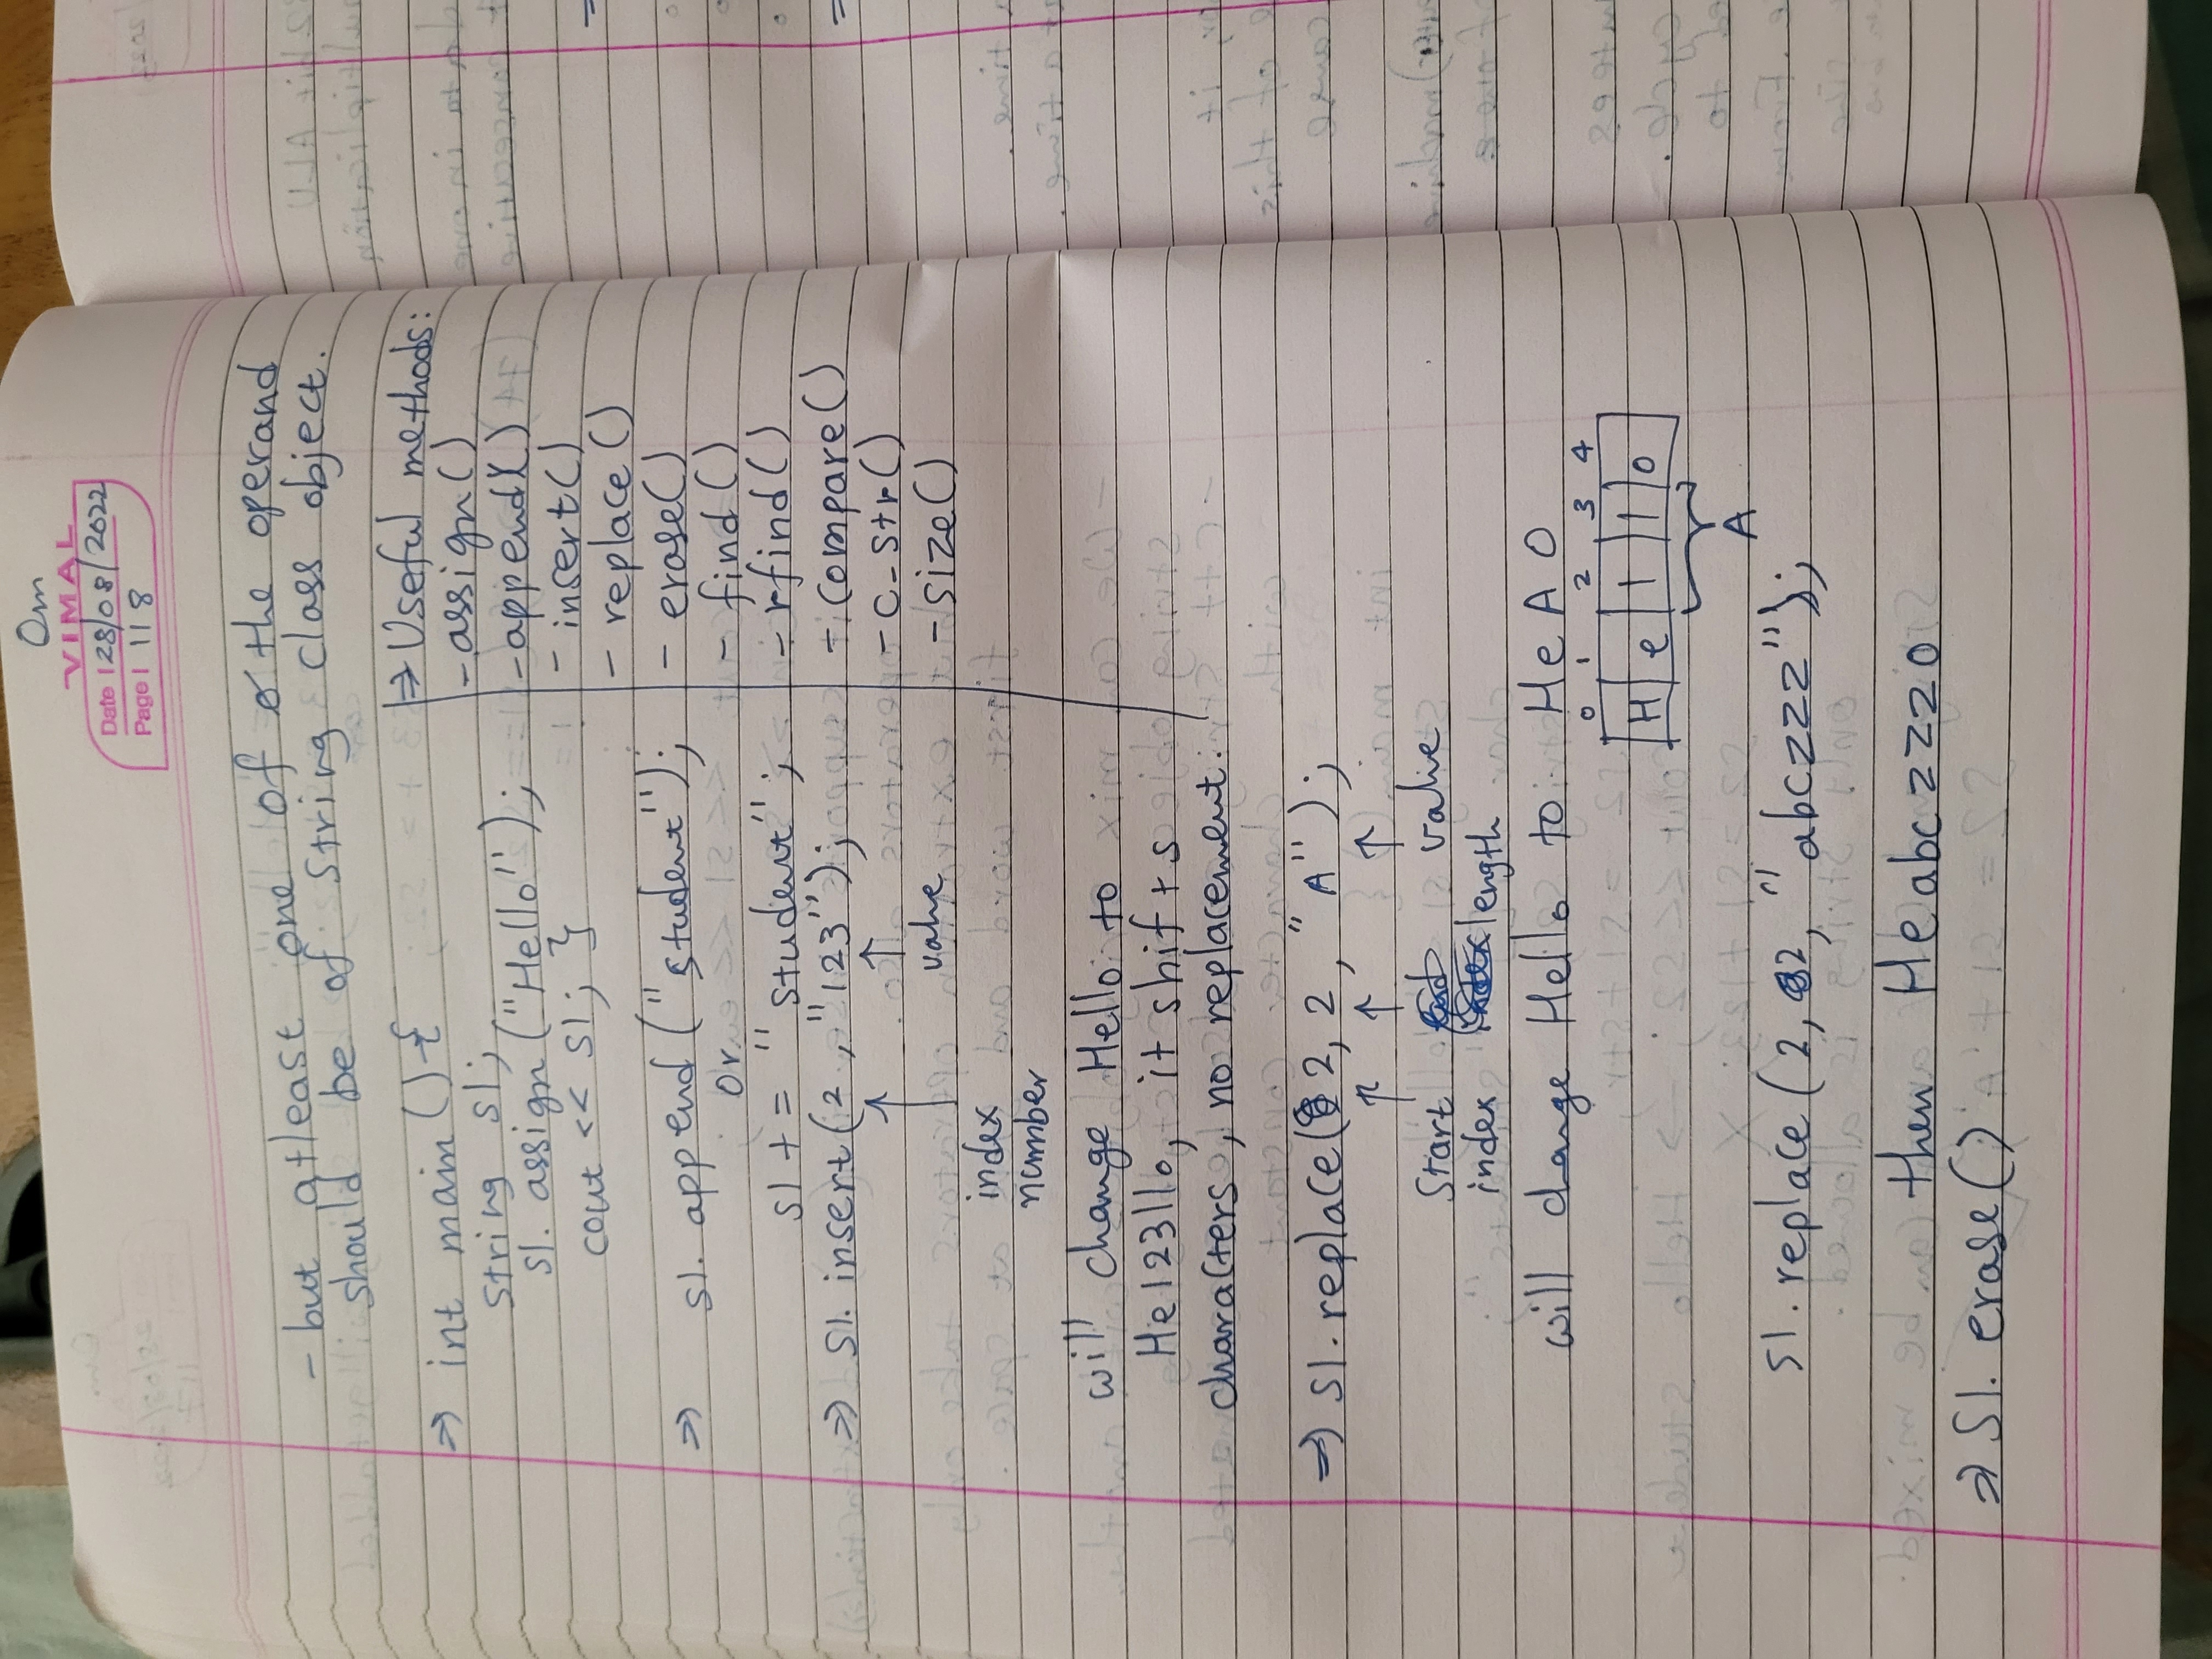 Om
VIMAL
Date 28/08/2022
Page 118
- but atleast one of the operand
should be of string class object.
⇒ int main () {
string s1;
s1. assign ("Hello");
cout << s1; }
⇒ s1. append ("student");
or
s1 += "student";
⇒ s1. insert (2, "123");
↑ ↑
value
index
number
will change Hello to
He123llo, it shifts
characters, no replacement.
⇒ Useful methods:
- assign()
- append()
- insert()
- replace()
- erase()
- find()
- rfind()
- compare()
- c_str()
- size()
⇒ s1. replace (2, 2, "A");
↑ ↑ ↑
Start value
index length
will change Hello to HeAO
0 1 2 3 4
H e l l o
A
s1. replace (2, 2, "abczzz");
then Heabczzzo
⇒ s1. erase()